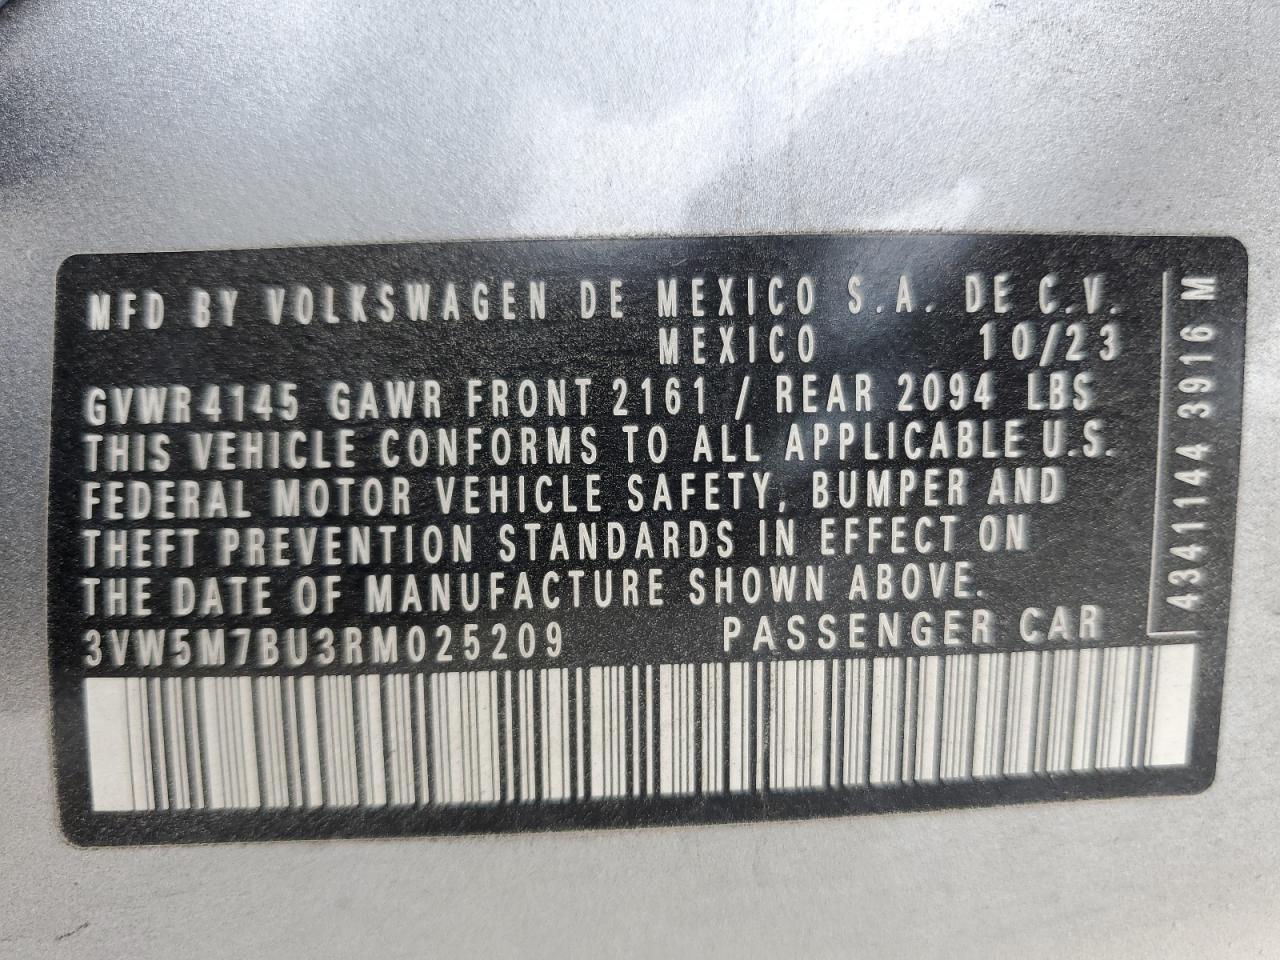 MFD BY VOLKSWAGEN DE MEXICO S.A. DE C.V.
MEXICO 10/23
GVWR4145 GAWR FRONT 2161 / REAR 2094 LBS
THIS VEHICLE CONFORMS TO ALL APPLICABLE U.S.
FEDERAL MOTOR VEHICLE SAFETY, BUMPER AND
THEFT PREVENTION STANDARDS IN EFFECT ON
THE DATE OF MANUFACTURE SHOWN ABOVE.
3VW5M7BU3RM025209 PASSENGER CAR
4341144 3916 M